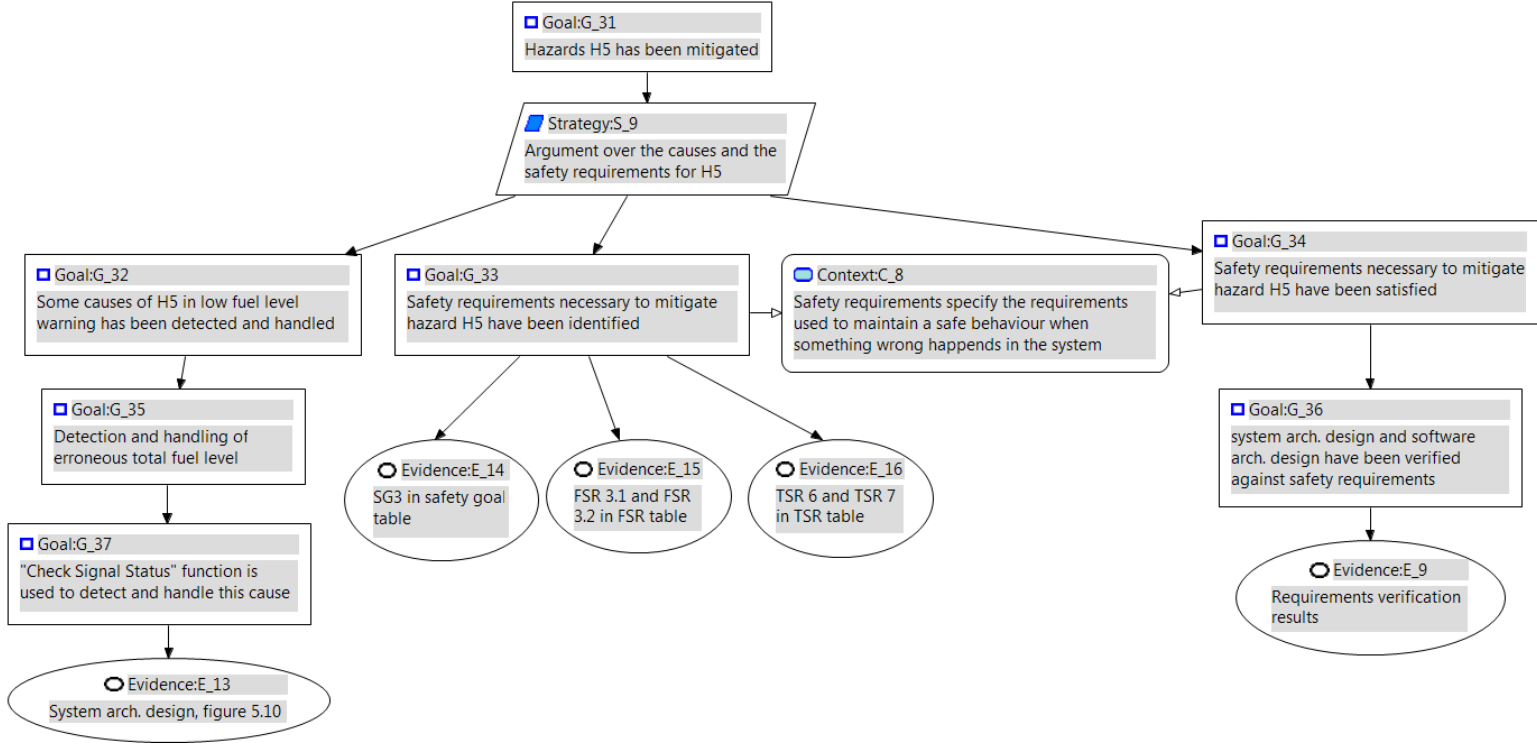 Goal:G_31
Hazards H5 has been mitigated
Strategy:S_9
Argument over the causes and the
safety requirements for H5
Goal:G_32
Some causes of H5 in low fuel level
warning has been detected and handled
Goal:G_33
Safety requirements necessary to mitigate
hazard H5 have been identified
Context:C_8
Safety requirements specify the requirements
used to maintain a safe behaviour when
something wrong happends in the system
Goal:G_34
Safety requirements necessary to mitigate
hazard H5 have been satisfied
Goal:G_35
Detection and handling of
erroneous total fuel level
Goal:G_36
system arch. design and software
arch. design have been verified
against safety requirements
Evidence:E_14
SG3 in safety goal
table
Evidence:E_15
FSR 3.1 and FSR
3.2 in FSR table
Evidence:E_16
TSR 6 and TSR 7
in TSR table
Goal:G_37
"Check Signal Status" function is
used to detect and handle this cause
Evidence:E_9
Requirements verification
results
Evidence:E_13
System arch. design, figure 5.10